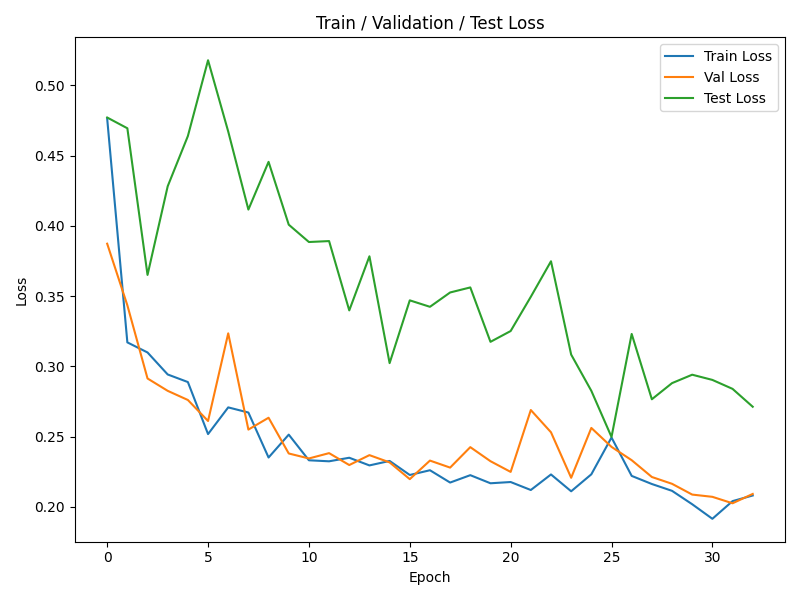 Train / Validation / Test Loss
Train Loss
Val Loss
Test Loss
Loss
0.50
0.45
0.40
0.35
0.30
0.25
0.20
0 5 10 15 20 25 30
Epoch